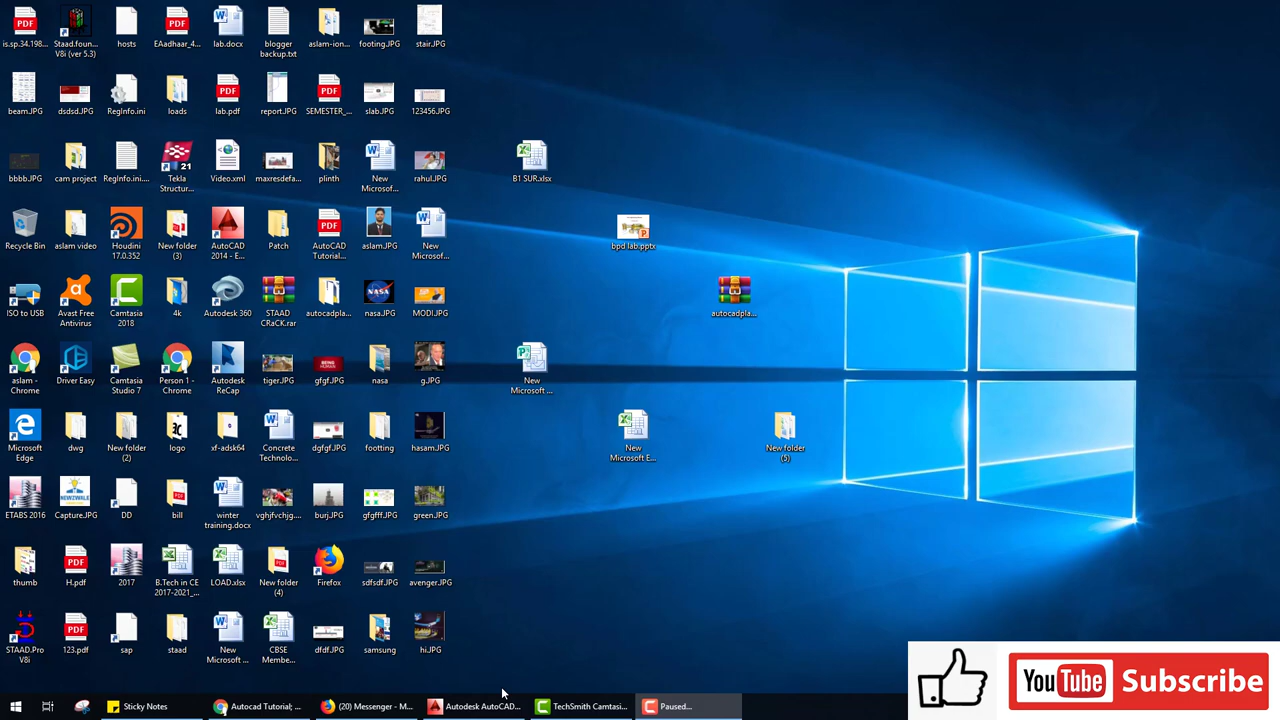 is.sp.34.198...
Staad.foun...
V8i (ver 5.3)
hosts
EAadhaar_4...
lab.docx
blogger
backup.txt
aslam-ion...
footing.JPG
stair.JPG
beam.JPG
dsdsd.JPG
RegInfo.ini
loads
lab.pdf
report.JPG
SEMESTER_...
slab.JPG
123456.JPG
bbbb.JPG
cam project
RegInfo.ini....
Tekla
Structur...
Video.xml
maxresdefa...
plinth
New
Microsof...
rahul.JPG
B1 SUR.xlsx
Recycle Bin
aslam video
Houdini
17.0.352
New folder
(3)
AutoCAD
2014 - E...
Patch
AutoCAD
Tutorial...
aslam.JPG
New
Microsof...
bpd lab.pptx
ISO to USB
Avast Free
Antivirus
Camtasia
2018
4k
Autodesk 360
STAAD
CRaCK.rar
autocadpla...
nasa.JPG
MODI.JPG
autocadpla...
aslam -
Chrome
Driver Easy
Camtasia
Studio 7
Person 1 -
Chrome
Autodesk
ReCap
tiger.JPG
gfgf.JPG
nasa
g.JPG
New
Microsoft ...
Microsoft
Edge
dwg
New folder
(2)
logo
xf-adsk64
Concrete
Technolo...
dgfgf.JPG
footting
hasam.JPG
New
Microsoft E...
New folder
(5)
ETABS 2016
Capture.JPG
DD
bill
winter
training.docx
vghjfvchjg....
burj.JPG
gfgfff.JPG
green.JPG
thumb
H.pdf
2017
B.Tech in CE
2017-2021_...
LOAD.xlsx
New folder
(4)
Firefox
sdfsdf.JPG
avenger.JPG
STAAD.Pro
V8i
123.pdf
sap
staad
New
Microsoft ...
CBSE
Membe...
dfdf.JPG
samsung
hi.JPG
Sticky Notes
Autocad Tutorial; ...
(20) Messenger - M...
Autodesk AutoCAD...
TechSmith Camtasi...
Paused...
YouTube Subscribe